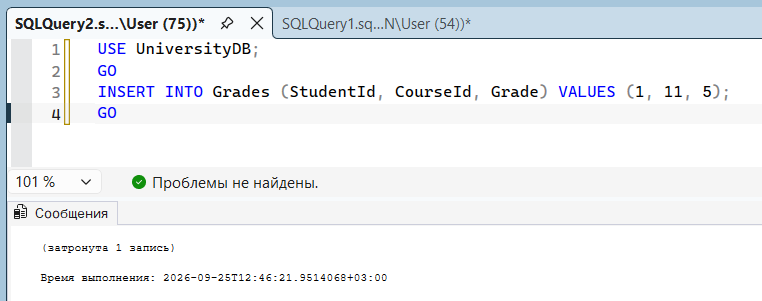 SQLQuery2.s...\User (75))* SQLQuery1.sq...N\User (54))*
1 USE UniversityDB;
2 GO
3 INSERT INTO Grades (StudentId, CourseId, Grade) VALUES (1, 11, 5);
4 GO
101 % Проблемы не найдены.
Сообщения
(затронута 1 запись)
Время выполнения: 2026-09-25T12:46:21.9514068+03:00